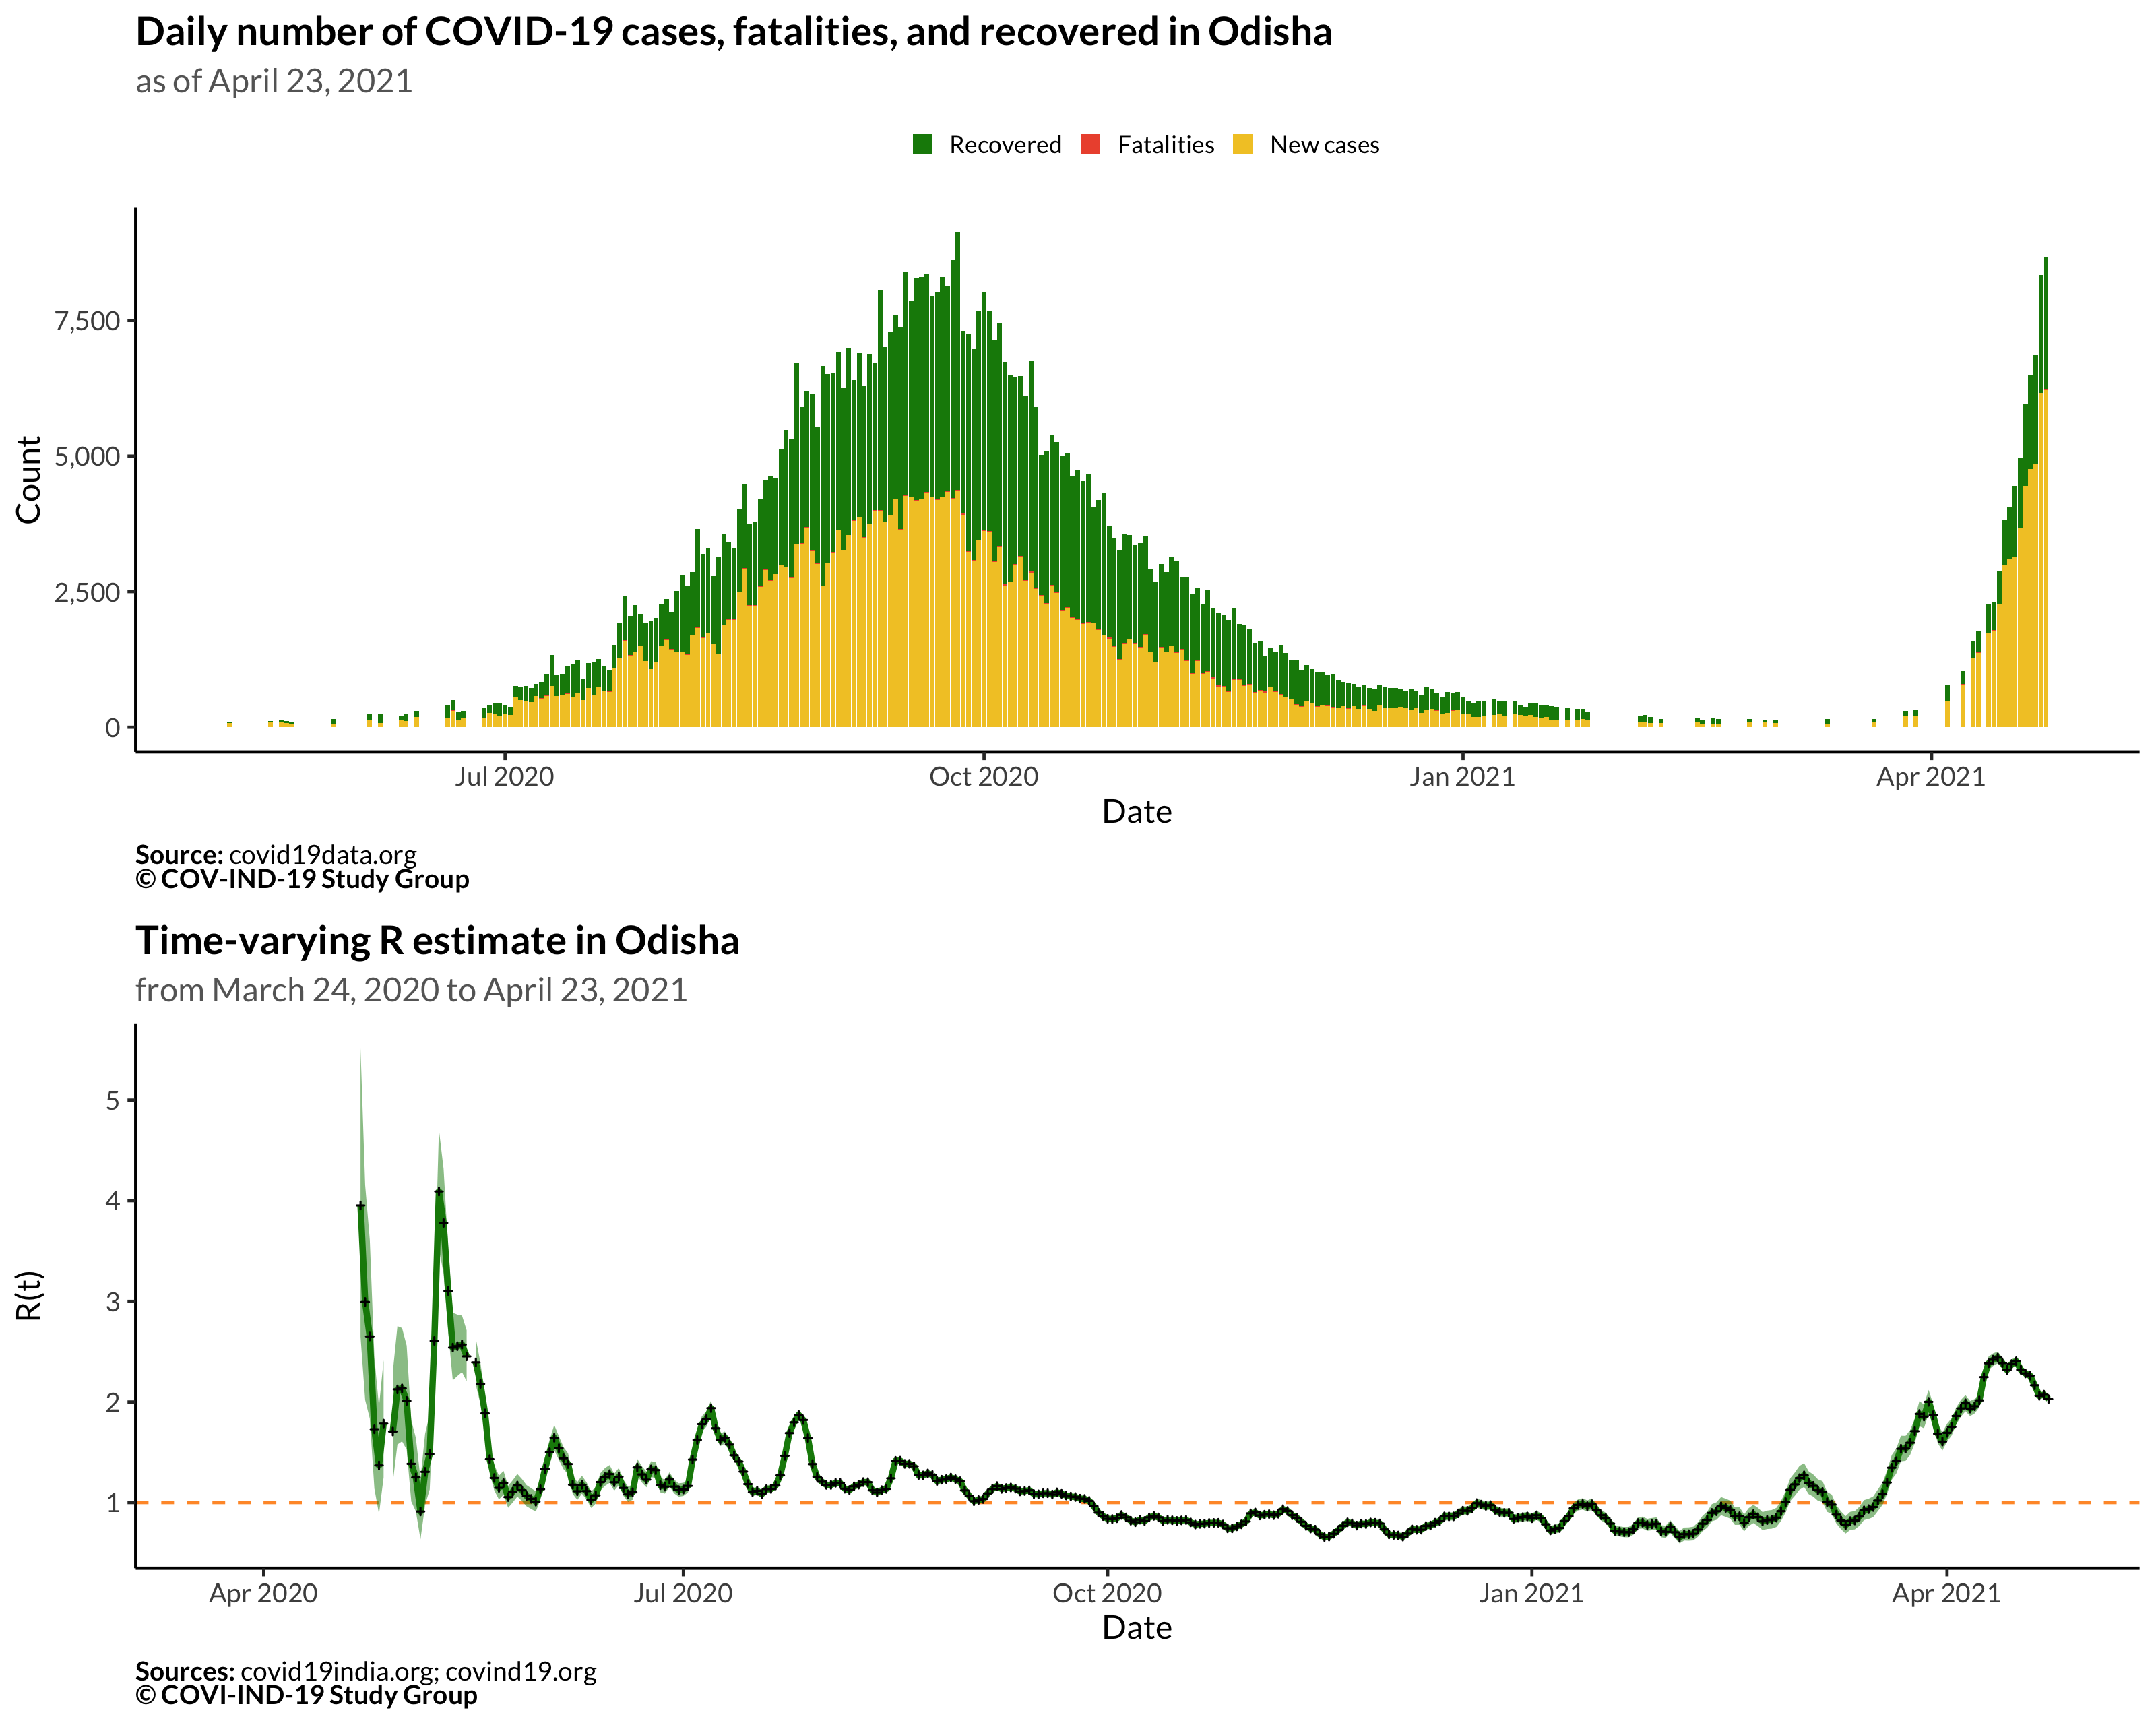 Daily number of COVID-19 cases, fatalities, and recovered in Odisha
as of April 23, 2021
Recovered Fatalities New cases
7,500
5,000
2,500
0
Count
Jul 2020 Oct 2020 Jan 2021 Apr 2021
Date
Source: covid19data.org
© COV-IND-19 Study Group
Time-varying R estimate in Odisha
from March 24, 2020 to April 23, 2021
5
4
3
2
1
R(t)
Apr 2020 Jul 2020 Oct 2020 Jan 2021 Apr 2021
Date
Sources: covid19india.org; covind19.org
© COVI-IND-19 Study Group